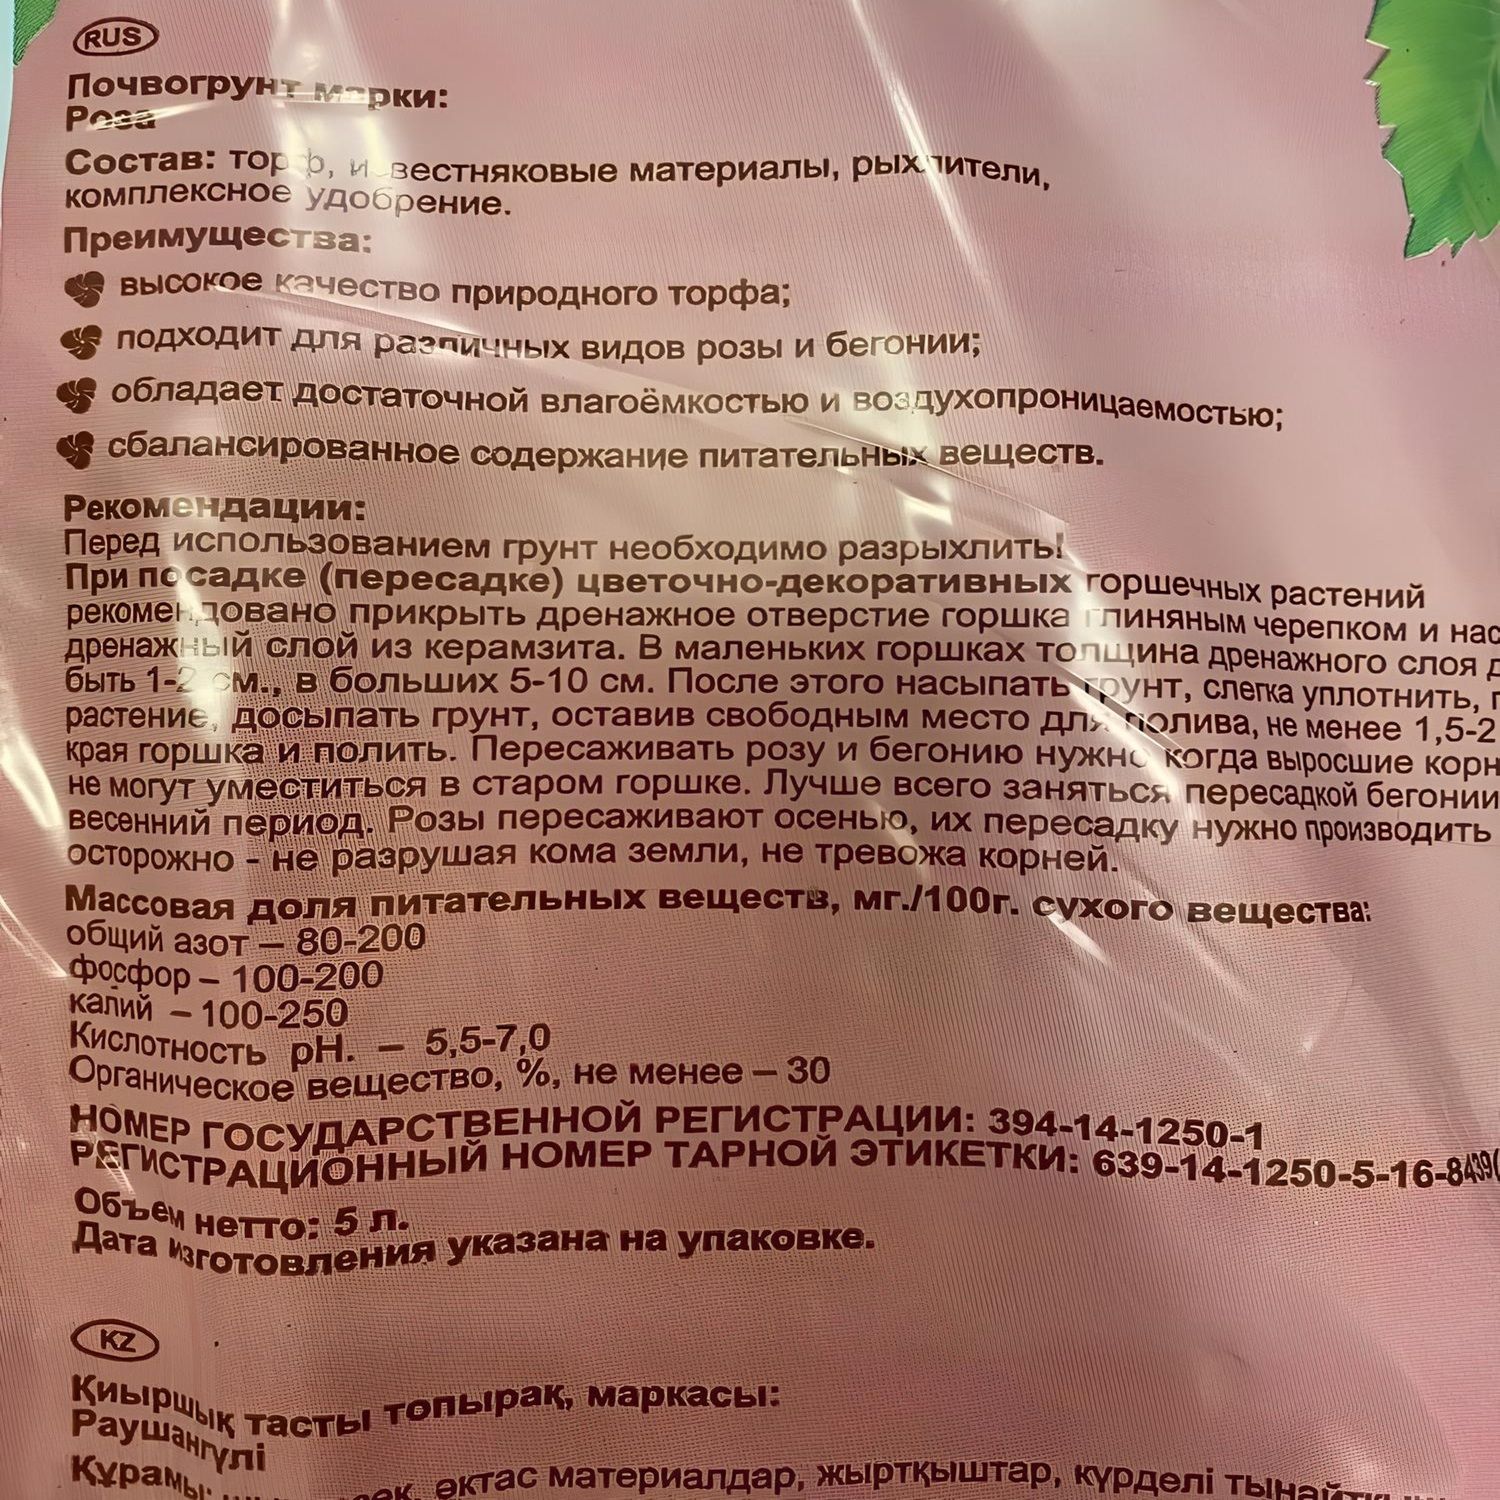 RUS
Почвогрунт марки:
Роза
Состав: торф, известняковые материалы, рыхлители,
комплексное удобрение.
Преимущества:
высокое качество природного торфа;
подходит для различных видов розы и бегонии;
обладает достаточной влагоёмкостью и воздухопроницаемостью;
сбалансированное содержание питательных веществ.
Рекомендации:
Перед использованием грунт необходимо разрыхлить!
При посадке (пересадке) цветочно-декоративных горшечных растений
рекомендовано прикрыть дренажное отверстие горшка глиняным черепком и нас
дренажный слой из керамзита. В маленьких горшках толщина дренажного слоя д
быть 1-2 см., в больших 5-10 см. После этого насыпать грунт, слегка уплотнить, п
растение, досыпать грунт, оставив свободным место для полива, не менее 1,5-2
края горшка и полить. Пересаживать розу и бегонию нужно когда выросшие корн
не могут уместиться в старом горшке. Лучше всего заняться пересадкой бегонии
весенний период. Розы пересаживают осенью, их пересадку нужно производить
осторожно - не разрушая кома земли, не тревожа корней.
Массовая доля питательных веществ, мг./100г. сухого вещества:
общий азот – 80-200
фосфор – 100-200
калий – 100-250
Кислотность рН. – 5,5-7,0
Органическое вещество, %, не менее – 30
НОМЕР ГОСУДАРСТВЕННОЙ РЕГИСТРАЦИИ: 394-14-1250-1
РЕГИСТРАЦИОННЫЙ НОМЕР ТАРНОЙ ЭТИКЕТКИ: 639-14-1250-5-16-8439(
Объем нетто: 5 л.
Дата изготовления указана на упаковке.
KZ
Қиыршық тасты топырақ, маркасы:
Раушангүлі
Құрамы: әктас материалдар, жыртқыштар, күрделі